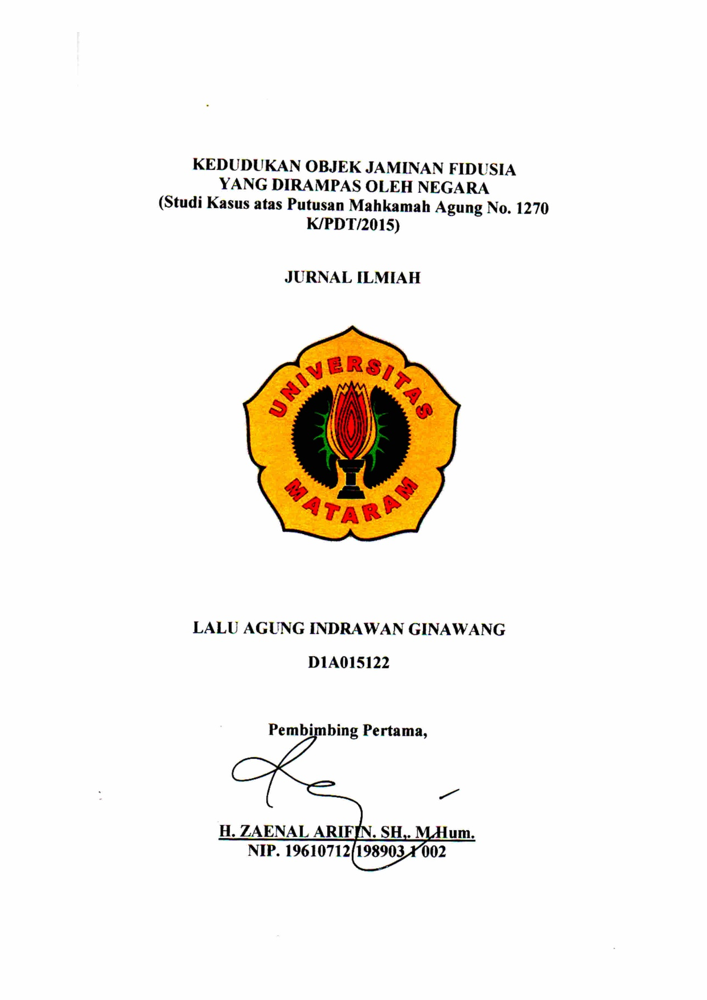 KEDUDUKAN OBJEK JAMINAN FIDUSIA
YANG DIRAMPAS OLEH NEGARA
(Studi Kasus atas Putusan Mahkamah Agung No. 1270
K/PDT/2015)
JURNAL ILMIAH
UNIVERSITAS
MATARAM
LALU AGUNG INDRAWAN GINAWANG
D1A015122
Pembimbing Pertama,
H. ZAENAL ARIFIN. SH,. M.Hum.
NIP. 19610712 198903 1 002